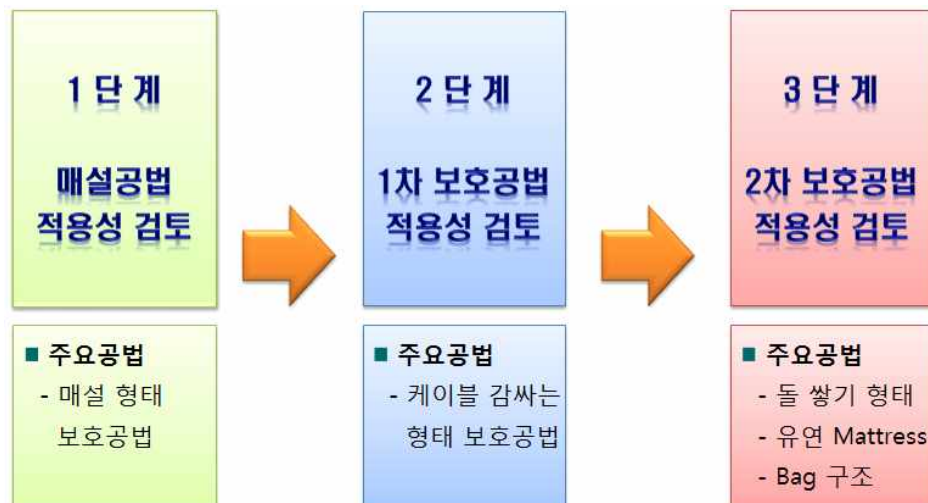 1 단 계
매설공법
적용성 검토
2 단 계
1차 보호공법
적용성 검토
3 단 계
2차 보호공법
적용성 검토
■ 주요공법
- 매설 형태
보호공법
■ 주요공법
- 케이블 감싸는
형태 보호공법
■ 주요공법
- 돌 쌓기 형태
- 유연 Mattress
- Bag 구조